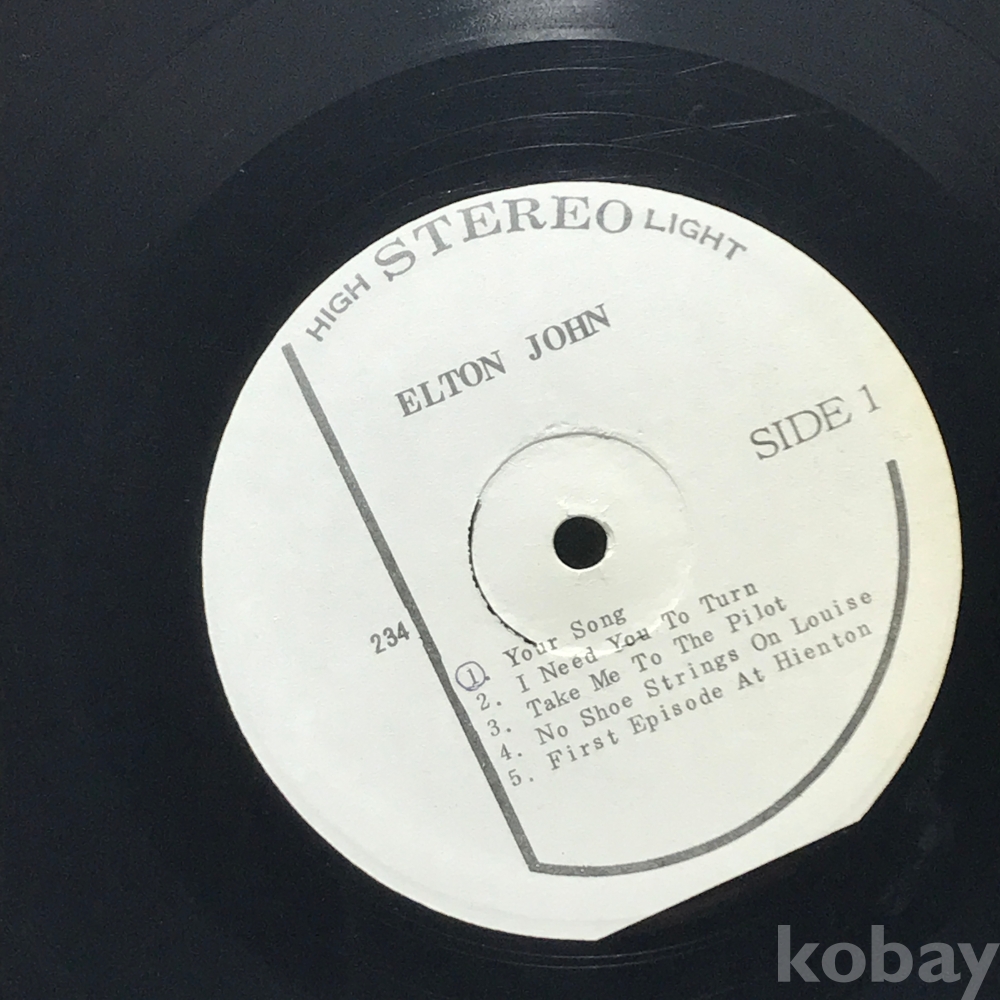 HIGH STEREO LIGHT
ELTON JOHN
SIDE 1
234
1. Your Song
2. I Need You To Turn
3. Take Me To The Pilot
4. No Shoe Strings On Louise
5. First Episode At Hienton
kobay